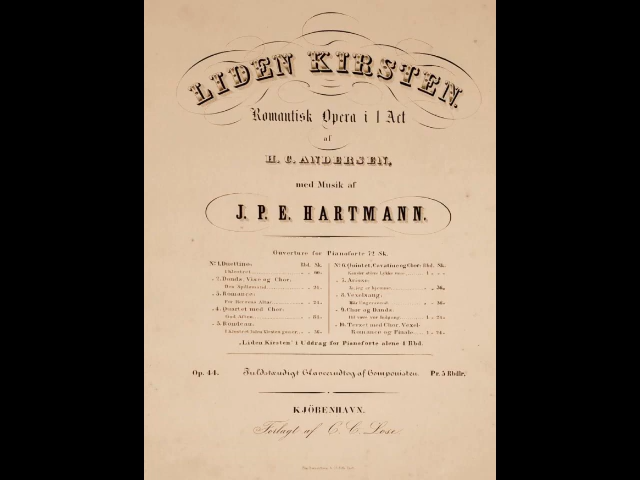 LIDEN KIRSTEN.
Romantisk Opera i 1 Act
af
H. C. ANDERSEN,
med Musik af
J. P. E. HARTMANN.
Ouverture for Pianoforte 72 Sk.
No 1. Duettino. Rbd. Sk.
I Klostret
- 2. Dands, Vise og Chor.
- 3. Romance.
- 4. Quartet med Chor.
- 5. Rondeau.
No 6. Quintet, Cavatine og Chor. Rbd. Sk.
- 7. Arioso.
- 8. Vexelsang.
- 9. Chor og Dands.
- 10. Terzet med Chor, Vexel-
Romancer og Finale
"Liden Kirsten" i Uddrag for Pianoforte alene 4 Rbd.
Op. 44. Fuldstændigt Claveerudtog af Componisten. Pr. 5 Rbdlr.
KJÖBENHAVN.
Forlagt af C. C. Lose.